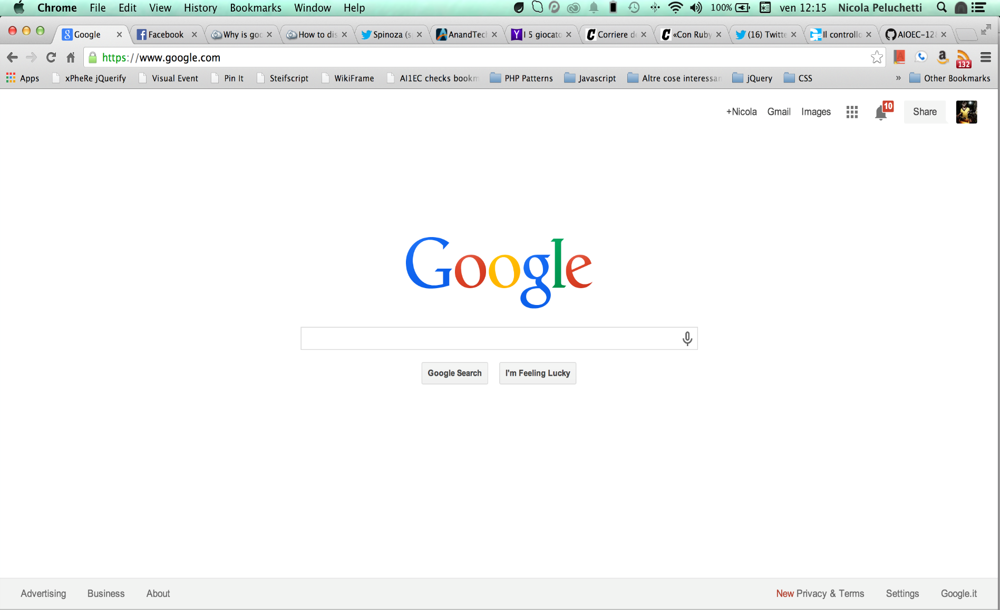 Chrome File Edit View History Bookmarks Window Help 100% ven 12:15 Nicola Peluchetti
Google Facebook Why is goo How to dis Spinoza (s AnandTecl I 5 giocato Corriere de «Con Ruby (16) Twitte Il controllo AIOEC-128
https://www.google.com 132
Apps xPheRe jQuerify Visual Event Pin It Steifscript WikiFrame AI1EC checks bookm PHP Patterns Javascript Altre cose interessan jQuery CSS » Other Bookmarks
+Nicola Gmail Images 10 Share
Google
Google Search I'm Feeling Lucky
Advertising Business About New Privacy & Terms Settings Google.it